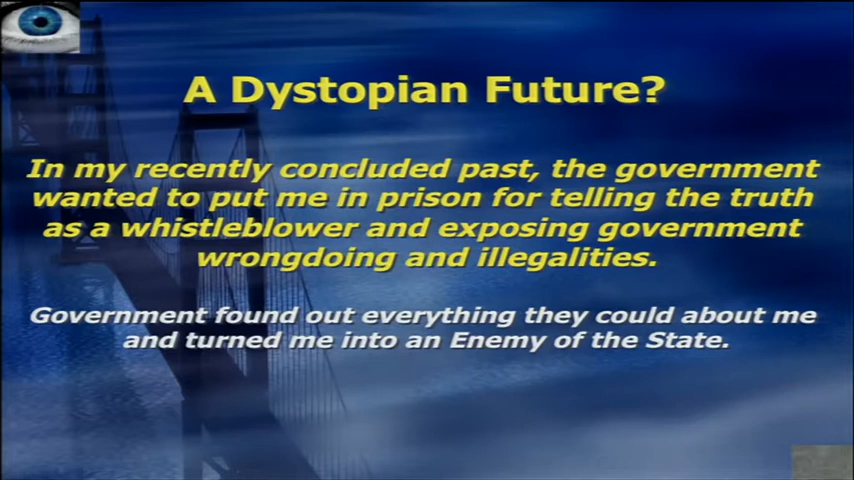 A Dystopian Future?
In my recently concluded past, the government
wanted to put me in prison for telling the truth
as a whistleblower and exposing government
wrongdoing and illegalities.
Government found out everything they could about me
and turned me into an Enemy of the State.